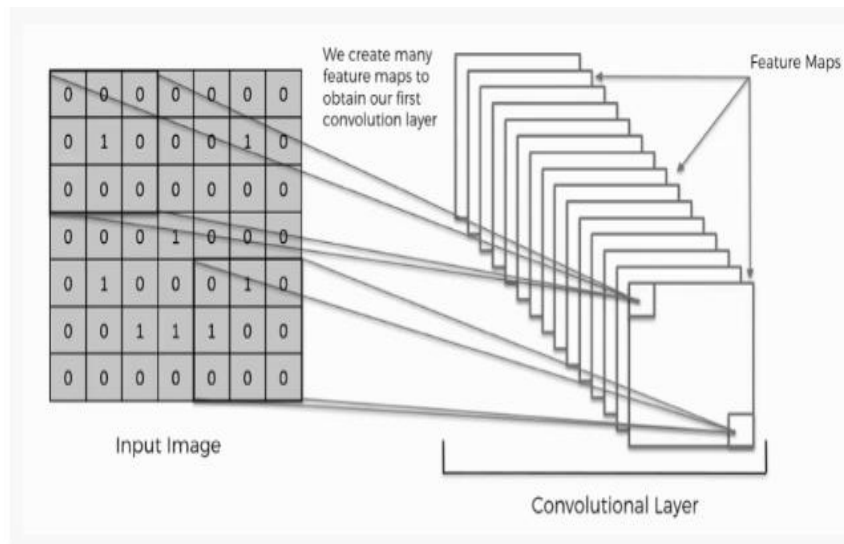 We create many
feature maps to
obtain our first
convolution layer
Feature Maps
0 0 0 0 0 0 0
0 1 0 0 0 1 0
0 0 0 0 0 0 0
0 0 0 1 0 0 0
0 1 0 0 0 1 0
0 0 1 1 1 0 0
0 0 0 0 0 0 0
Input Image
Convolutional Layer